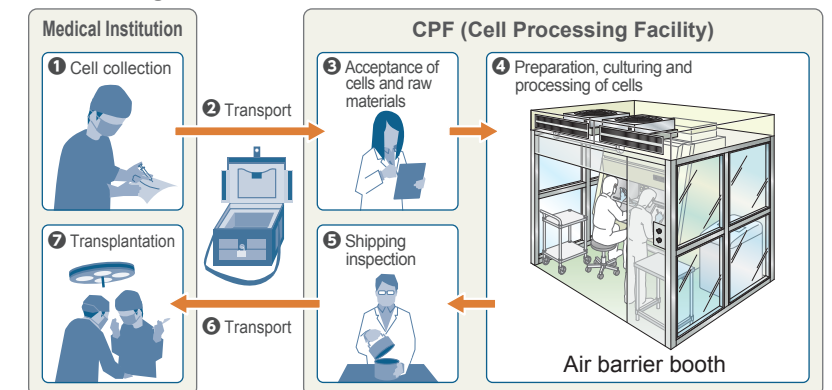 Medical Institution
CPF (Cell Processing Facility)
❶ Cell collection
❷ Transport
❸ Acceptance of
cells and raw
materials
❹ Preparation, culturing and
processing of cells
Air barrier booth
❺ Shipping
inspection
❻ Transport
❼ Transplantation